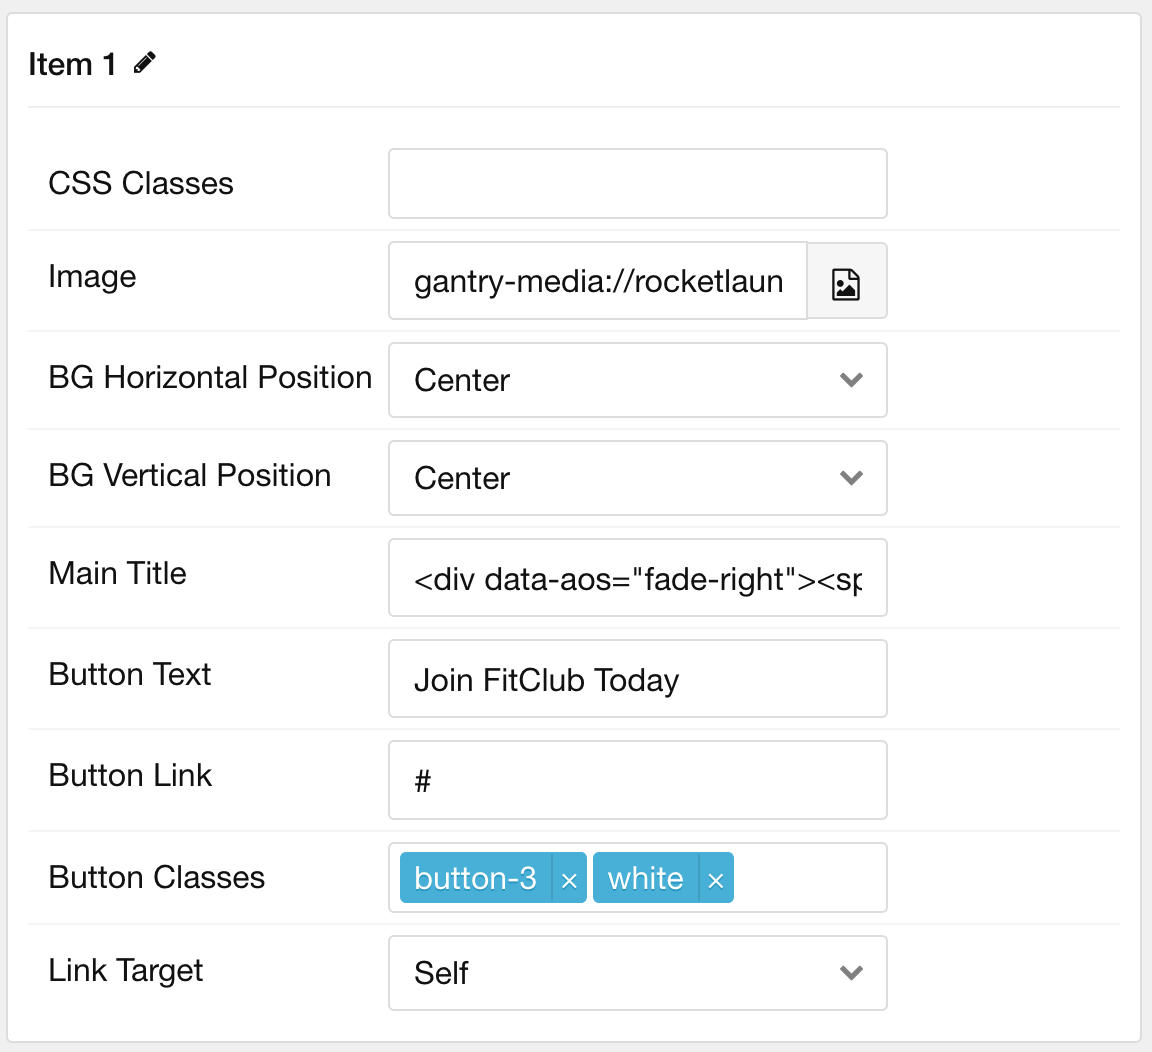 Item 1
CSS Classes
Image gantry-media://rocketlaun
BG Horizontal Position Center
BG Vertical Position Center
Main Title <div data-aos="fade-right"><sp
Button Text Join FitClub Today
Button Link #
Button Classes button-3 × white ×
Link Target Self